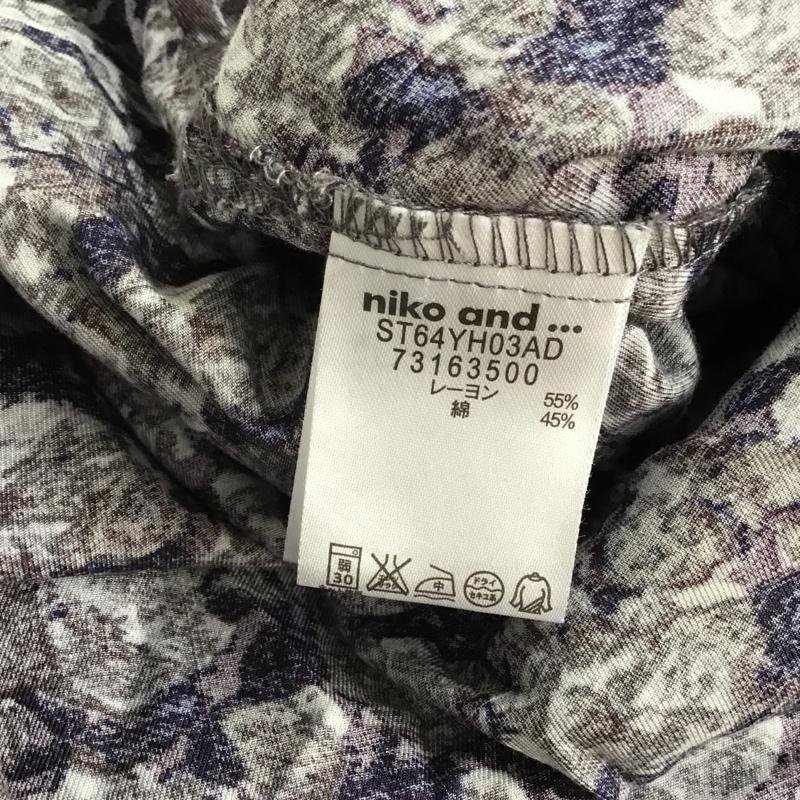 niko and ...
ST64YH03AD
73163500
レーヨン 55%
綿 45%
弱
30
中
ドライ
セキユ系